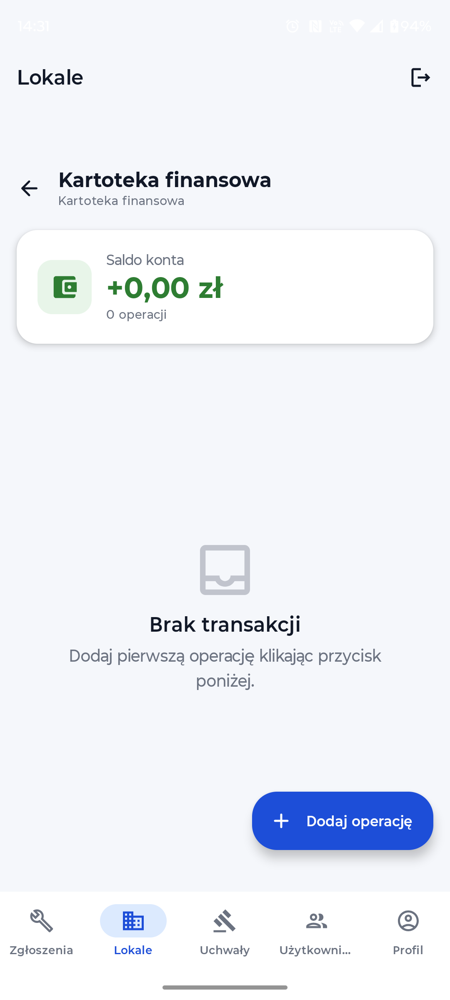 14:31
94%
Lokale
Kartoteka finansowa
Kartoteka finansowa
Saldo konta
+0,00 zł
0 operacji
Brak transakcji
Dodaj pierwszą operację klikając przycisk
poniżej.
Dodaj operację
Zgłoszenia
Lokale
Uchwały
Użytkowni...
Profil